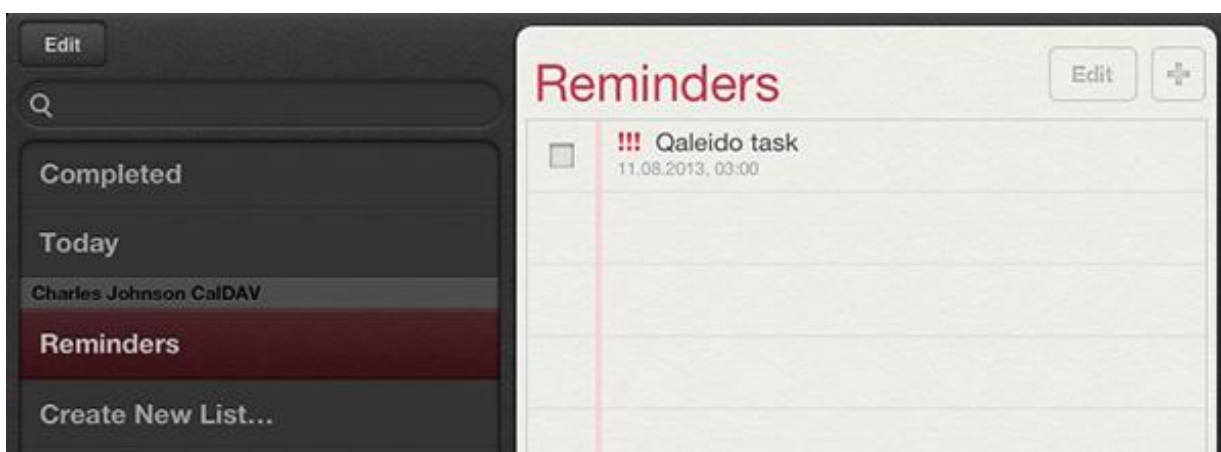 Edit
Completed
Today
Charles Johnson CalDAV
Reminders
Create New List...
Reminders
Edit
!!! Qaleido task
11.08.2013, 03:00